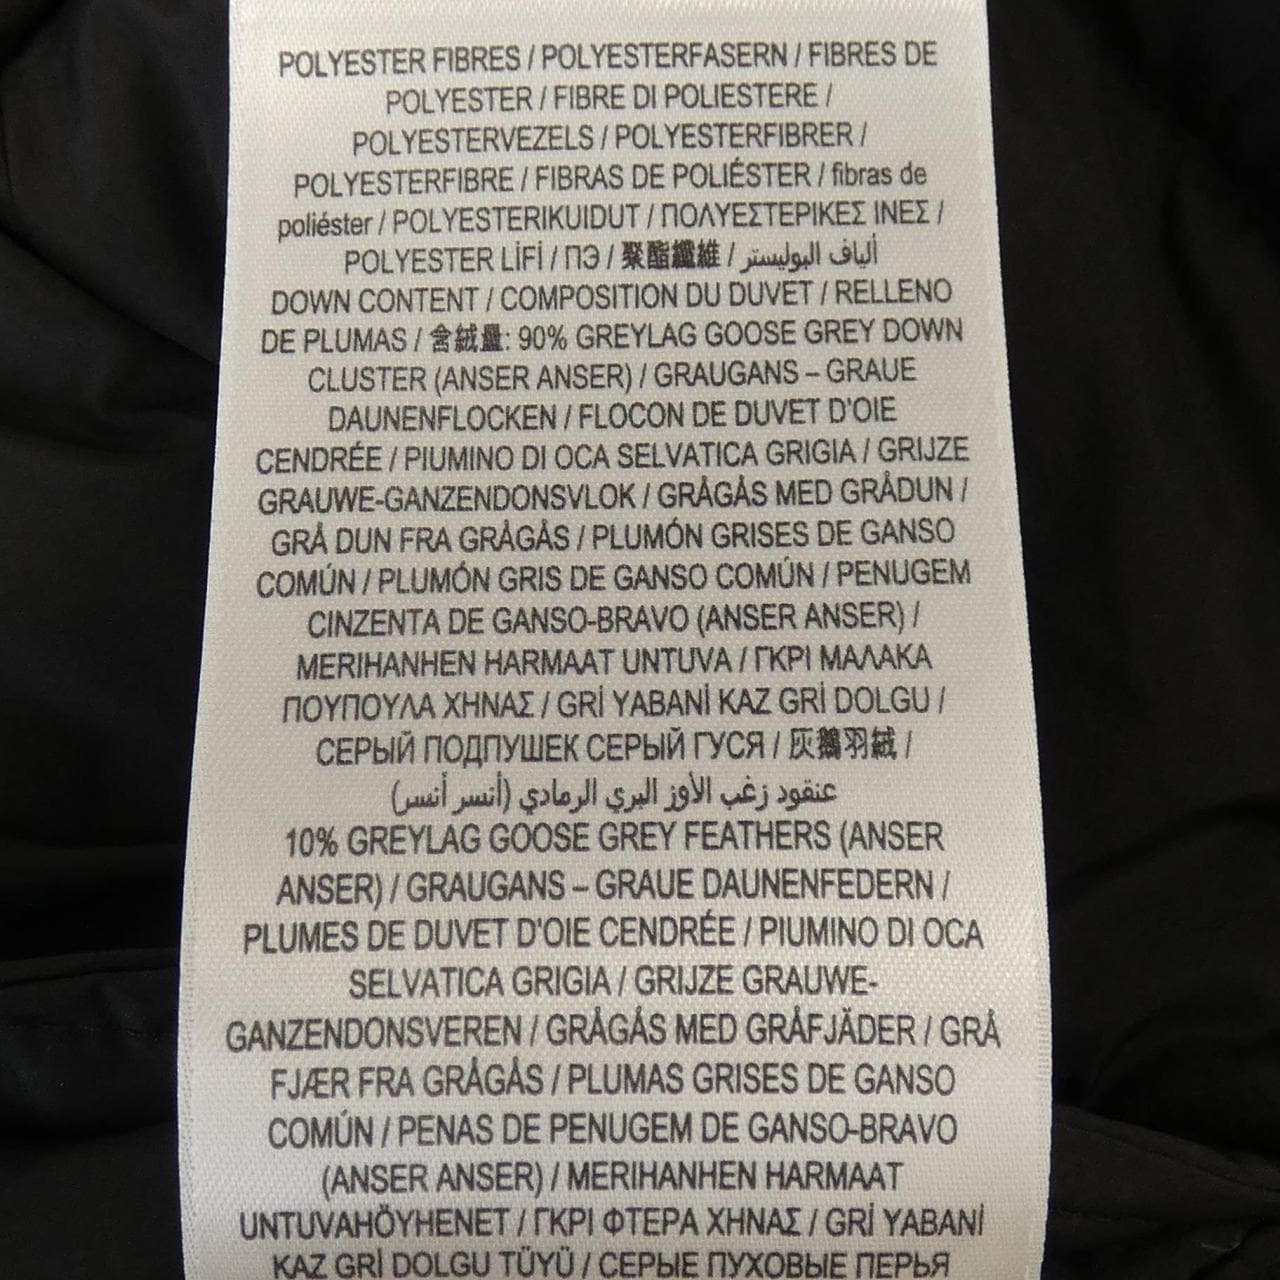 POLYESTER FIBRES / POLYESTERFASERN / FIBRES DE
POLYESTER / FIBRE DI POLIESTERE /
POLYESTERVEZELS / POLYESTERFIBRER /
POLYESTERFIBRE / FIBRAS DE POLIÉSTER / fibras de
poliéster / POLYESTERIKUIDUT / ΠΟΛΥΕΣΤΕΡΙΚΕΣ ΙΝΕΣ /
POLYESTER LİFİ / ПЭ / 聚酯纖維 / ألياف البوليستر
DOWN CONTENT / COMPOSITION DU DUVET / RELLENO
DE PLUMAS / 含絨量: 90% GREYLAG GOOSE GREY DOWN
CLUSTER (ANSER ANSER) / GRAUGANS – GRAUE
DAUNENFLOCKEN / FLOCON DE DUVET D'OIE
CENDRÉE / PIUMINO DI OCA SELVATICA GRIGIA / GRIJZE
GRAUWE-GANZENDONSVLOK / GRÅGÅS MED GRÅDUN /
GRÅ DUN FRA GRÅGÅS / PLUMÓN GRISES DE GANSO
COMÚN / PLUMÓN GRIS DE GANSO COMÚN / PENUGEM
CINZENTA DE GANSO-BRAVO (ANSER ANSER) /
MERIHANHEN HARMAAT UNTUVA / ΓΚΡΙ ΜΑΛΑΚΑ
ΠΟΥΠΟΥΛΑ ΧΗΝΑΣ / GRİ YABANİ KAZ GRİ DOLGU /
СЕРЫЙ ПОДПУШЕК СЕРЫЙ ГУСЯ / 灰鵝羽絨 /
عنقود زغب الأوز البري الرمادي (أنسر أنسر)
10% GREYLAG GOOSE GREY FEATHERS (ANSER
ANSER) / GRAUGANS – GRAUE DAUNENFEDERN /
PLUMES DE DUVET D'OIE CENDRÉE / PIUMINO DI OCA
SELVATICA GRIGIA / GRIJZE GRAUWE-
GANZENDONSVEREN / GRÅGÅS MED GRÅFJÄDER / GRÅ
FJÆR FRA GRÅGÅS / PLUMAS GRISES DE GANSO
COMÚN / PENAS DE PENUGEM DE GANSO-BRAVO
(ANSER ANSER) / MERIHANHEN HARMAAT
UNTUVAHÖYHENET / ΓΚΡΙ ΦΤΕΡΑ ΧΗΝΑΣ / GRİ YABANİ
KAZ GRİ DOLGU TÜYÜ / СЕРЫЕ ПУХОВЫЕ ПЕРЬЯ